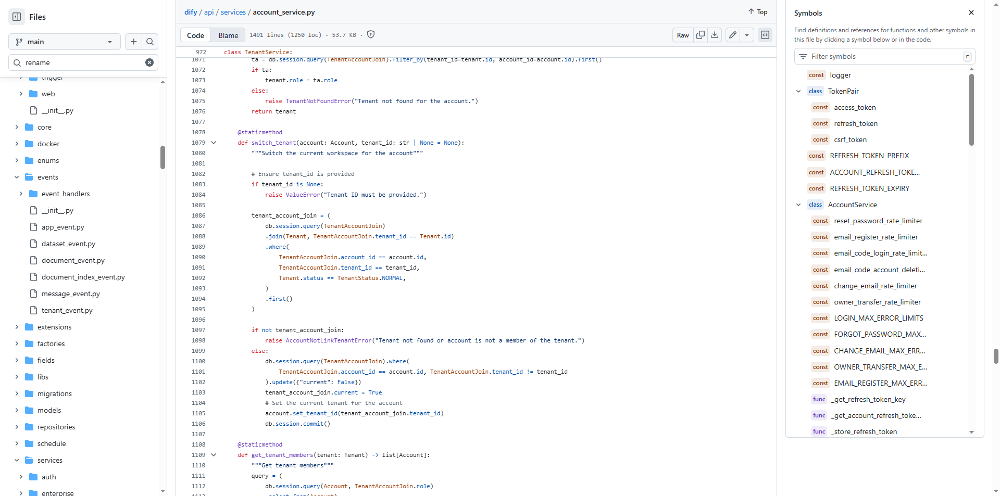 Files
main
rename
trigger
web
__init__.py
core
docker
enums
events
event_handlers
__init__.py
app_event.py
dataset_event.py
document_event.py
document_index_event.py
message_event.py
tenant_event.py
extensions
factories
fields
libs
migrations
models
repositories
schedule
services
auth
enterprise
dify / api / services / account_service.py
Top
Code Blame 1491 lines (1250 loc) · 53.7 KB ·
Raw
972 class TenantService:
1071 ta = db.session.query(TenantAccountJoin).filter_by(tenant_id=tenant.id, account_id=account.id).first()
1072 if ta:
1073 tenant.role = ta.role
1074 else:
1075 raise TenantNotFoundError("Tenant not found for the account.")
1076 return tenant
1077
1078 @staticmethod
1079 def switch_tenant(account: Account, tenant_id: str | None = None):
1080 """Switch the current workspace for the account"""
1081
1082 # Ensure tenant_id is provided
1083 if tenant_id is None:
1084 raise ValueError("Tenant ID must be provided.")
1085
1086 tenant_account_join = (
1087 db.session.query(TenantAccountJoin)
1088 .join(Tenant, TenantAccountJoin.tenant_id == Tenant.id)
1089 .where(
1090 TenantAccountJoin.account_id == account.id,
1091 TenantAccountJoin.tenant_id == tenant_id,
1092 Tenant.status == TenantStatus.NORMAL,
1093 )
1094 .first()
1095 )
1096
1097 if not tenant_account_join:
1098 raise AccountNotLinkTenantError("Tenant not found or account is not a member of the tenant.")
1099 else:
1100 db.session.query(TenantAccountJoin).where(
1101 TenantAccountJoin.account_id == account.id, TenantAccountJoin.tenant_id != tenant_id
1102 ).update({"current": False})
1103 tenant_account_join.current = True
1104 # Set the current tenant for the account
1105 account.set_tenant_id(tenant_account_join.tenant_id)
1106 db.session.commit()
1107
1108 @staticmethod
1109 def get_tenant_members(tenant: Tenant) -> list[Account]:
1110 """Get tenant members"""
1111 query = (
1112 db.session.query(Account, TenantAccountJoin.role)
1113 .select_from(Account)
Symbols
Find definitions and references for functions and other symbols in
this file by clicking a symbol below or in the code.
Filter symbols r
const logger
class TokenPair
const access_token
const refresh_token
const csrf_token
const REFRESH_TOKEN_PREFIX
const ACCOUNT_REFRESH_TOKE...
const REFRESH_TOKEN_EXPIRY
class AccountService
const reset_password_rate_limiter
const email_register_rate_limiter
const email_code_login_rate_limit...
const email_code_account_deleti...
const change_email_rate_limiter
const owner_transfer_rate_limiter
const LOGIN_MAX_ERROR_LIMITS
const FORGOT_PASSWORD_MAX...
const CHANGE_EMAIL_MAX_ERR...
const OWNER_TRANSFER_MAX_E...
const EMAIL_REGISTER_MAX_ERR...
func _get_refresh_token_key
func _get_account_refresh_toke...
func _store_refresh_token